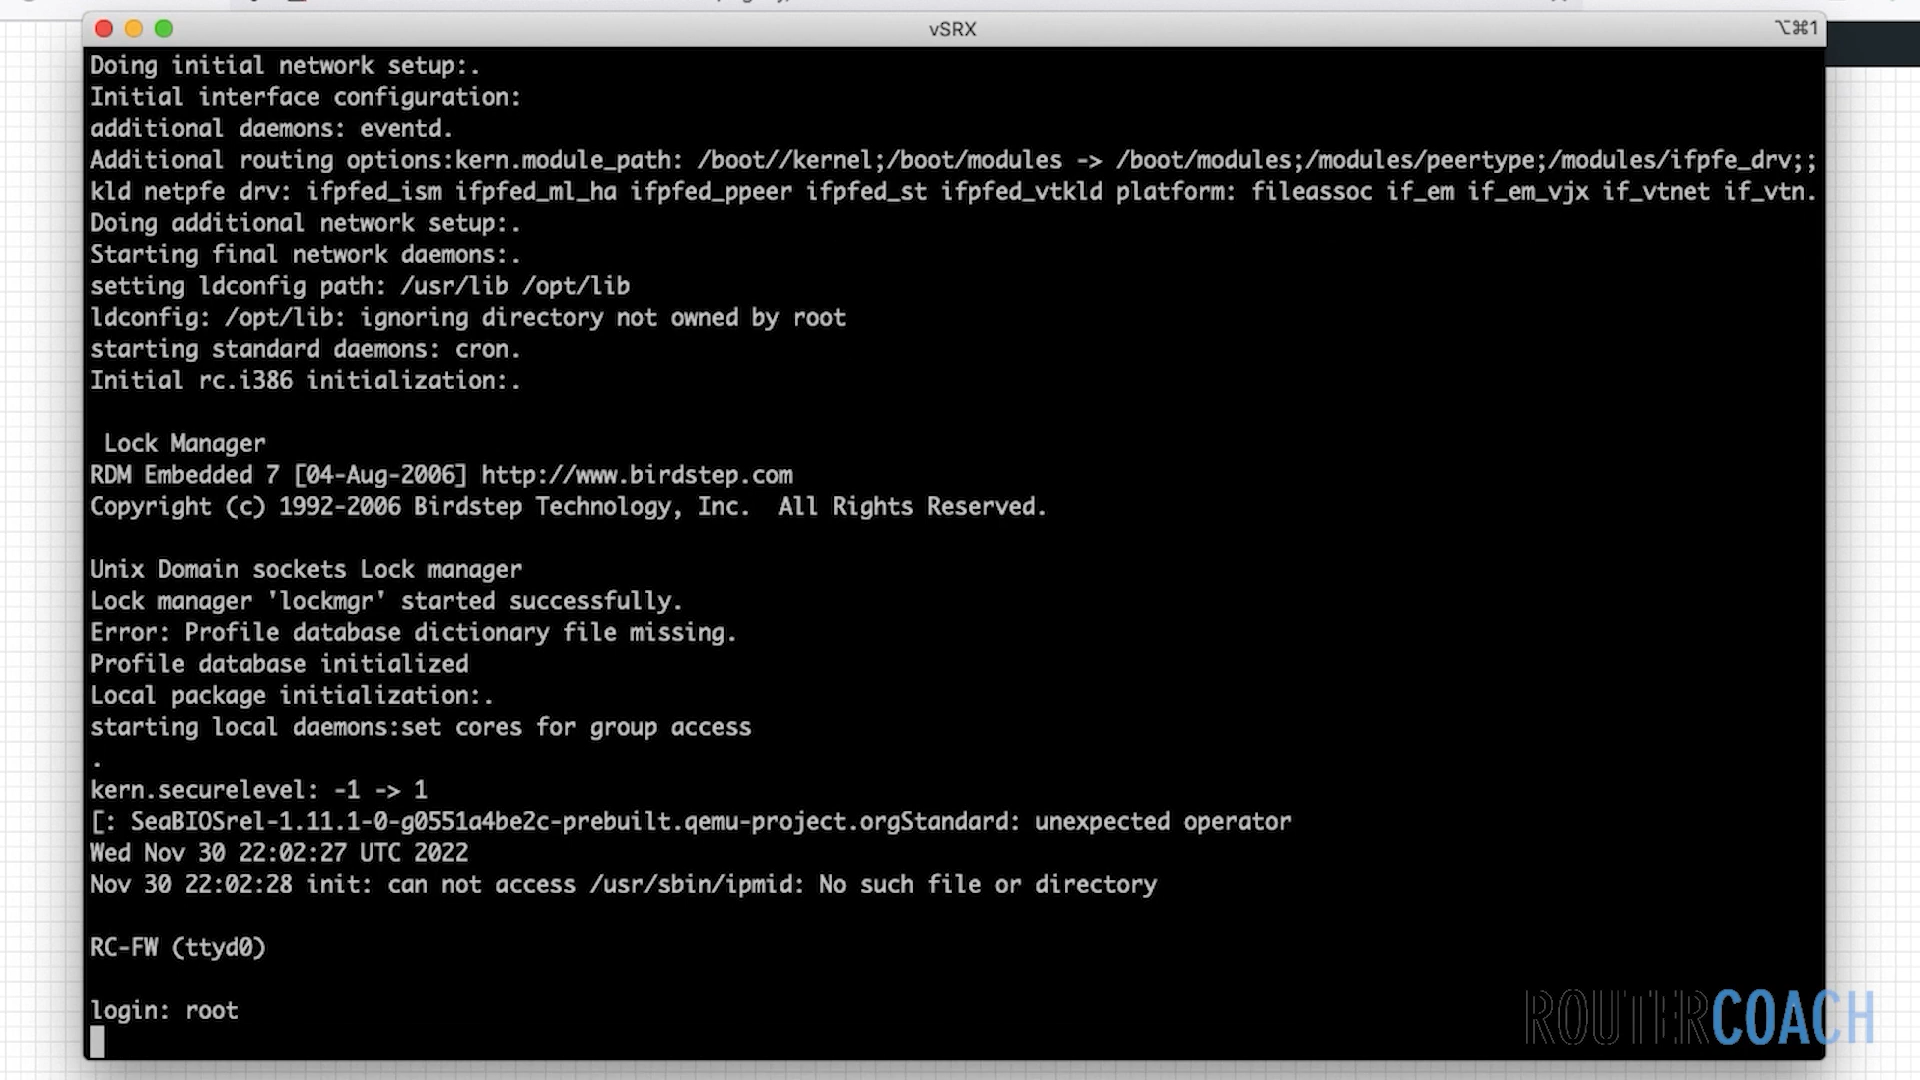 vSRX
⌥⌘1
Doing initial network setup:.
Initial interface configuration:
additional daemons: eventd.
Additional routing options:kern.module_path: /boot//kernel;/boot/modules -> /boot/modules;/modules/peertype;/modules/ifpfe_drv;;
kld netpfe drv: ifpfed_ism ifpfed_ml_ha ifpfed_ppeer ifpfed_st ifpfed_vtkld platform: fileassoc if_em if_em_vjx if_vtnet if_vtn.
Doing additional network setup:.
Starting final network daemons:.
setting ldconfig path: /usr/lib /opt/lib
ldconfig: /opt/lib: ignoring directory not owned by root
starting standard daemons: cron.
Initial rc.i386 initialization:.
Lock Manager
RDM Embedded 7 [04-Aug-2006] http://www.birdstep.com
Copyright (c) 1992-2006 Birdstep Technology, Inc.  All Rights Reserved.
Unix Domain sockets Lock manager
Lock manager 'lockmgr' started successfully.
Error: Profile database dictionary file missing.
Profile database initialized
Local package initialization:.
starting local daemons:set cores for group access
.
kern.securelevel: -1 -> 1
[: SeaBIOSrel-1.11.1-0-g0551a4be2c-prebuilt.qemu-project.orgStandard: unexpected operator
Wed Nov 30 22:02:27 UTC 2022
Nov 30 22:02:28 init: can not access /usr/sbin/ipmid: No such file or directory
RC-FW (ttyd0)
login: root
ROUTERCOACH